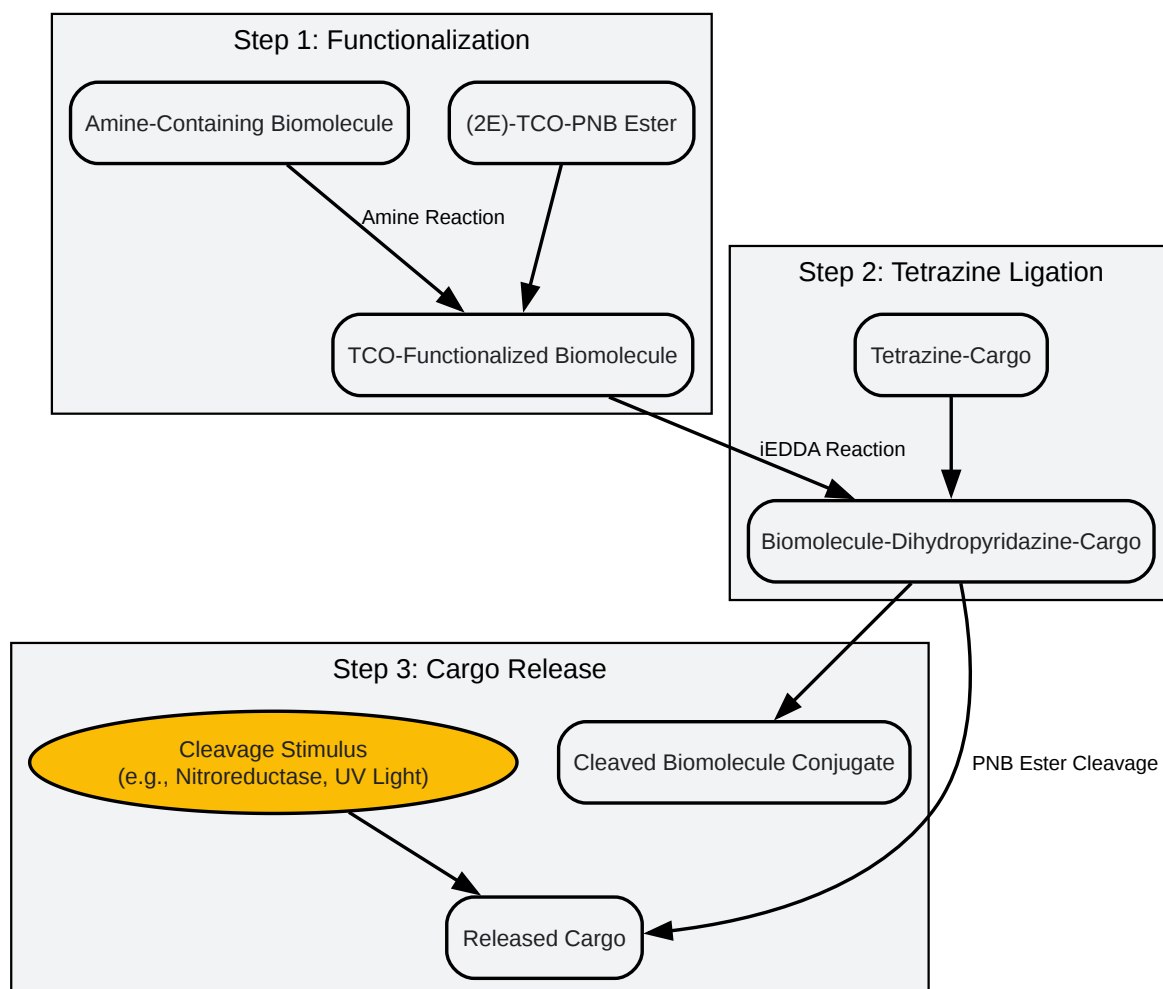 Step 1: Functionalization
Amine-Containing Biomolecule
(2E)-TCO-PNB Ester
Amine Reaction
TCO-Functionalized Biomolecule
Step 2: Tetrazine Ligation
Tetrazine-Cargo
iEDDA Reaction
Biomolecule-Dihydropyridazine-Cargo
Step 3: Cargo Release
Cleavage Stimulus
(e.g., Nitroreductase, UV Light)
Cleaved Biomolecule Conjugate
PNB Ester Cleavage
Released Cargo